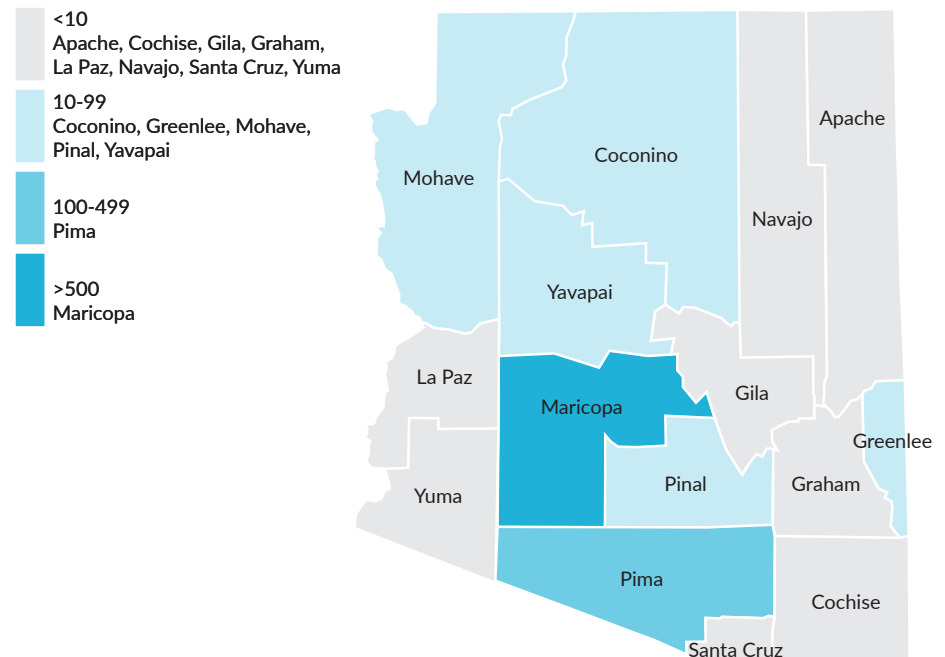 <10
Apache, Cochise, Gila, Graham,
La Paz, Navajo, Santa Cruz, Yuma
10-99
Coconino, Greenlee, Mohave,
Pinal, Yavapai
100-499
Pima
>500
Maricopa
Apache
Coconino
Mohave
Navajo
Yavapai
La Paz
Gila
Maricopa
Greenlee
Pinal
Graham
Yuma
Pima
Cochise
Santa Cruz